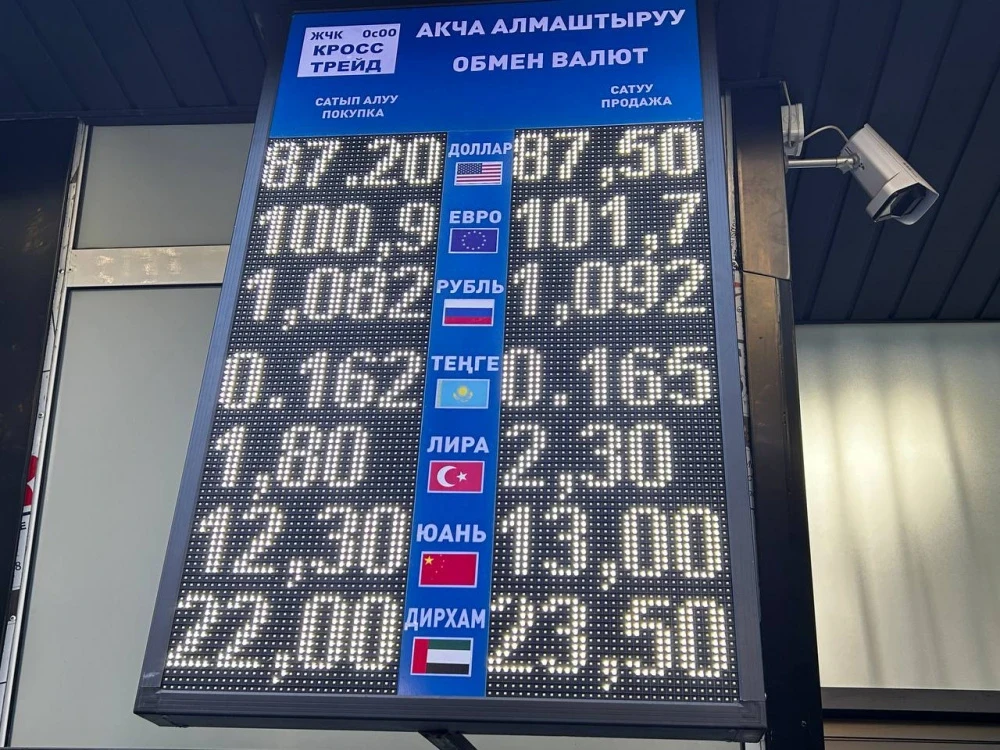 ЖЧК ОсОО
КРОСС
ТРЕЙД
АКЧА АЛМАШТЫРУУ
ОБМЕН ВАЛЮТ
САТЫП АЛУУ
ПОКУПКА
САТУУ
ПРОДАЖА
87.20 ДОЛЛАР 87,50
100,9 ЕВРО 101,7
1,082 РУБЛЬ 1,092
0.162 ТЕҢГЕ 0.165
1,80 ЛИРА 2,30
12,30 ЮАНЬ 13,00
22,00 ДИРХАМ 23,50